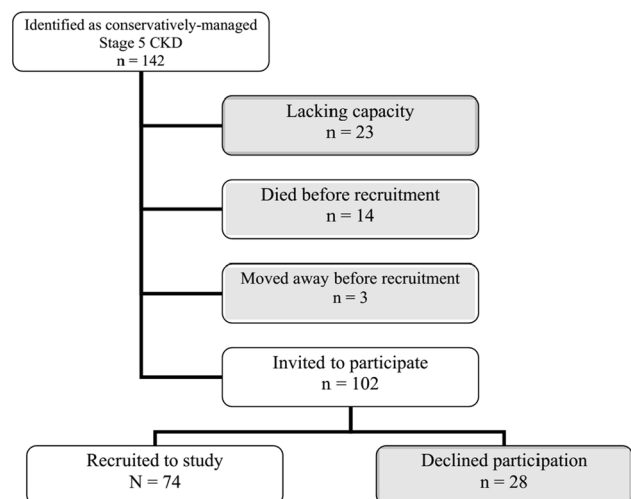 Identified as conservatively-managed
Stage 5 CKD
n = 142
Lacking capacity
n = 23
Died before recruitment
n = 14
Moved away before recruitment
n = 3
Invited to participate
n = 102
Recruited to study
N = 74
Declined participation
n = 28